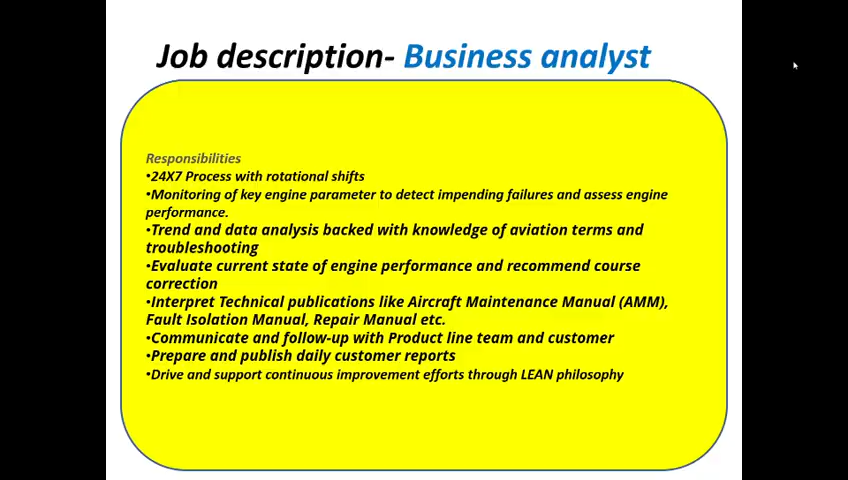 Job description- Business analyst
Responsibilities
•24X7 Process with rotational shifts
•Monitoring of key engine parameter to detect impending failures and assess engine
performance.
•Trend and data analysis backed with knowledge of aviation terms and
troubleshooting
•Evaluate current state of engine performance and recommend course
correction
•Interpret Technical publications like Aircraft Maintenance Manual (AMM),
Fault Isolation Manual, Repair Manual etc.
•Communicate and follow-up with Product line team and customer
•Prepare and publish daily customer reports
•Drive and support continuous improvement efforts through LEAN philosophy